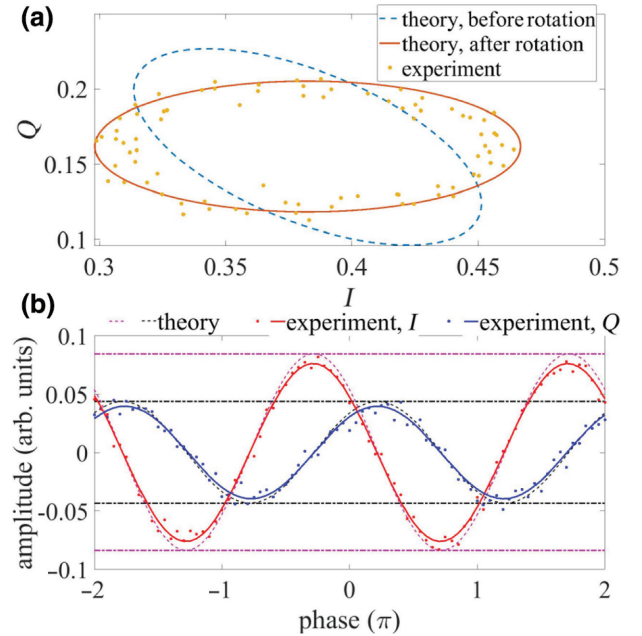 (a)
theory, before rotation
theory, after rotation
experiment
Q
0.2
0.15
0.1
0.3
0.35
0.4
0.45
0.5
I
(b)
theory
experiment, I
experiment, Q
0.1
0.05
0
-0.05
-0.1
amplitude (arb. units)
-2
-1
0
1
2
phase (π)